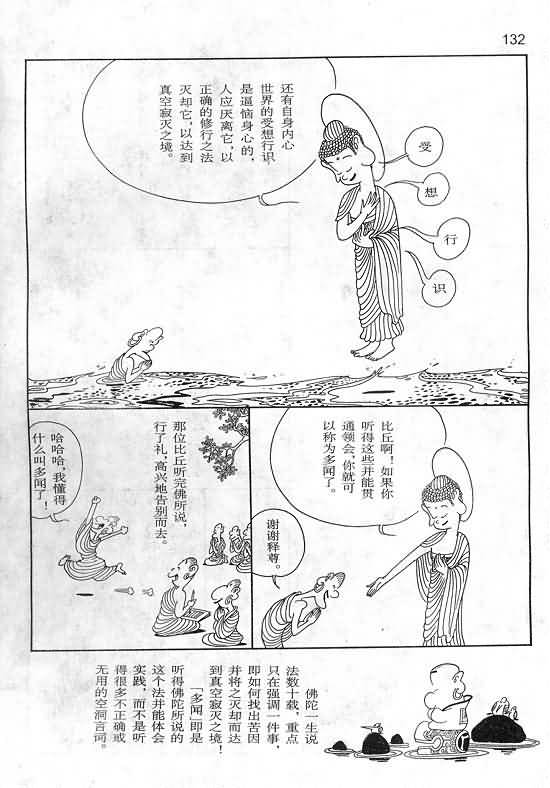 132
还有自身内心
世界的受想行识
是逼恼身心的，
人应厌离它，以
正确的修行之法
灭却它，以达到
真空寂灭之境。
受
想
行
识
比丘啊！如果你
听得这些并能贯
通领会，你就可
以称为多闻了。
谢谢释尊。
那位比丘听完佛所说，
行了礼，高兴地告别而去。
哈哈哈，我懂得
什么叫多闻了！
佛陀一生说
法数十载，重点
只在强调一件事，
即如何找出苦因
并将之灭却而达
到真空寂灭之境！
「多闻」即是
听得佛陀所说的
这个法并能体会
实践，而不是听
得很多不正确或
无用的空洞言词。